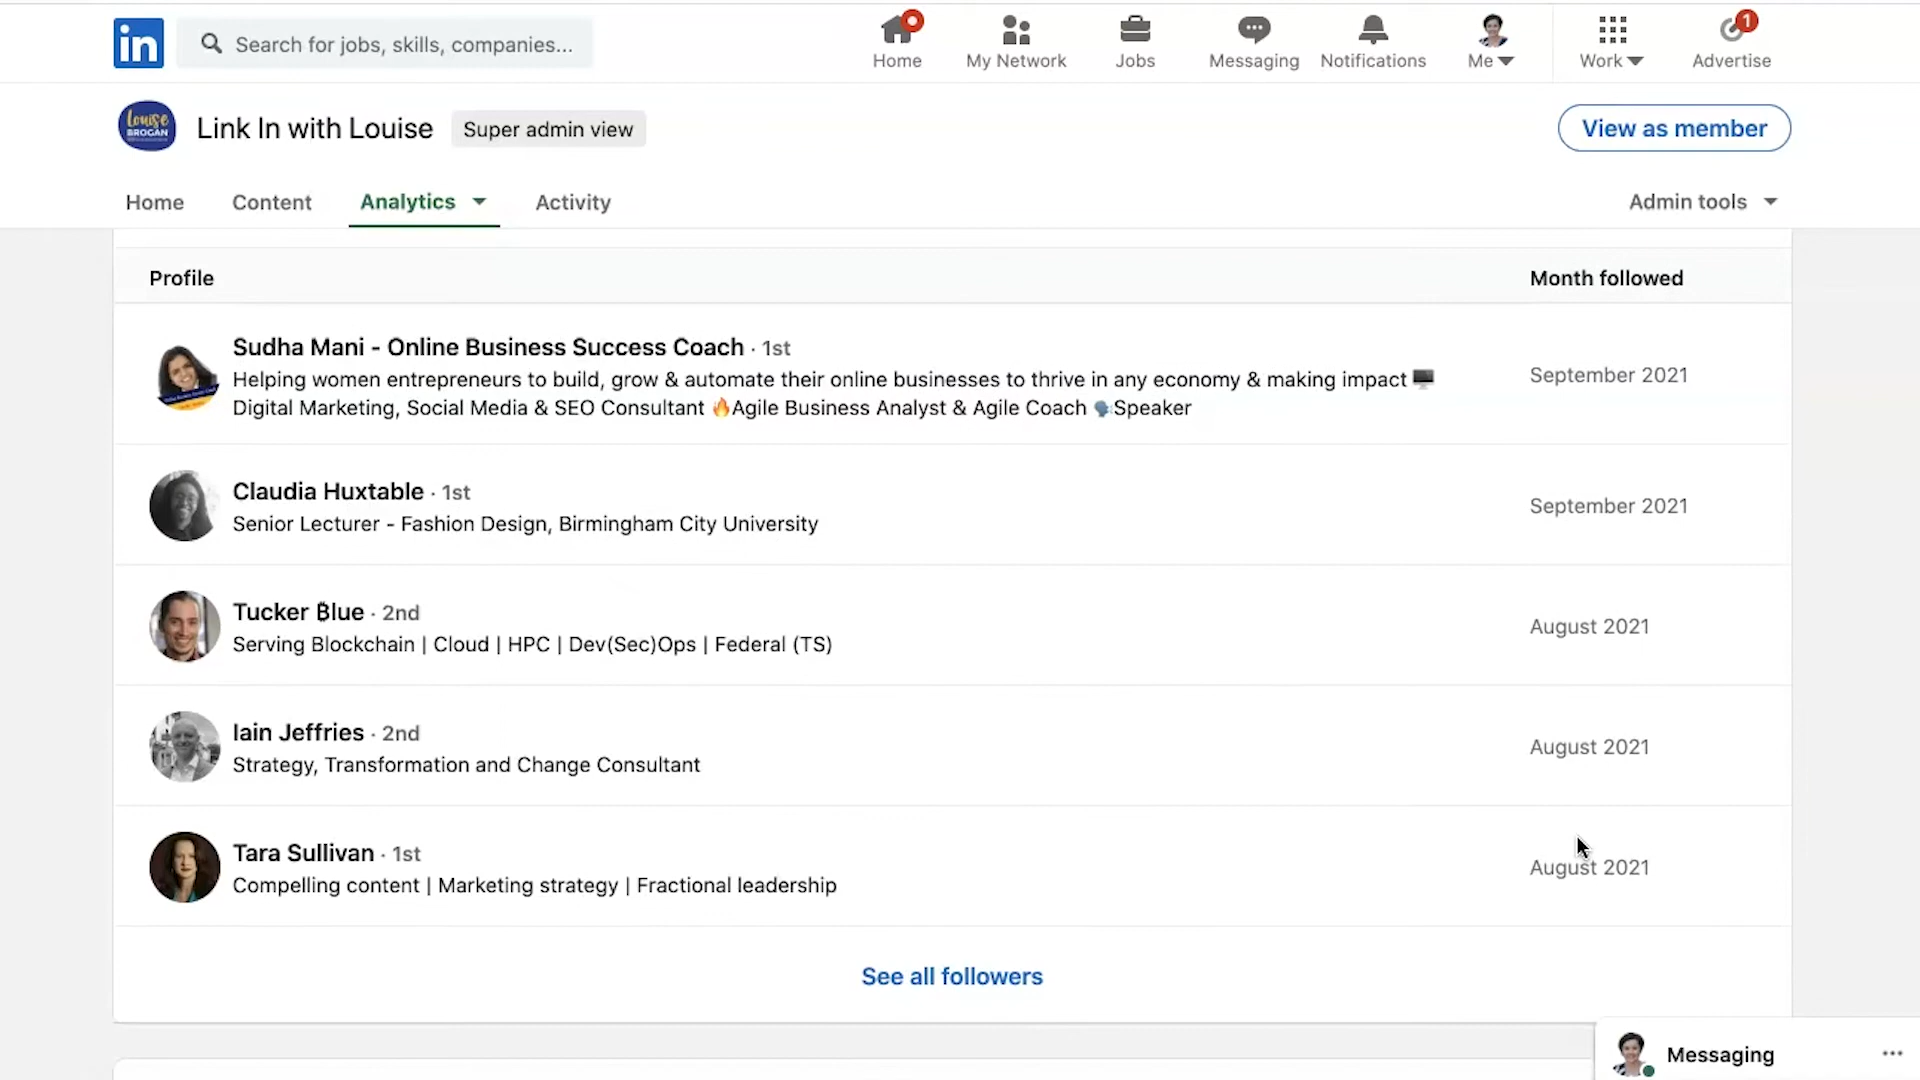 in
Search for jobs, skills, companies...
Home
My Network
Jobs
Messaging
Notifications
Me
Work
1
Advertise
Louise
BROGAN
Link In with Louise
Super admin view
View as member
Home
Content
Analytics
Activity
Admin tools
Profile
Month followed
Sudha Mani - Online Business Success Coach · 1st
Helping women entrepreneurs to build, grow & automate their online businesses to thrive in any economy & making impact 🖥️
Digital Marketing, Social Media & SEO Consultant 🔥Agile Business Analyst & Agile Coach 🗣️Speaker
September 2021
Claudia Huxtable · 1st
Senior Lecturer - Fashion Design, Birmingham City University
September 2021
Tucker ₿lue · 2nd
Serving Blockchain | Cloud | HPC | Dev(Sec)Ops | Federal (TS)
August 2021
Iain Jeffries · 2nd
Strategy, Transformation and Change Consultant
August 2021
Tara Sullivan · 1st
Compelling content | Marketing strategy | Fractional leadership
August 2021
See all followers
Messaging